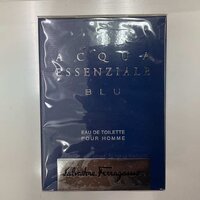 ACQUA
ESSENZIALE
BLU
EAU DE TOILETTE
POUR HOMME
Salvatore Ferragamo